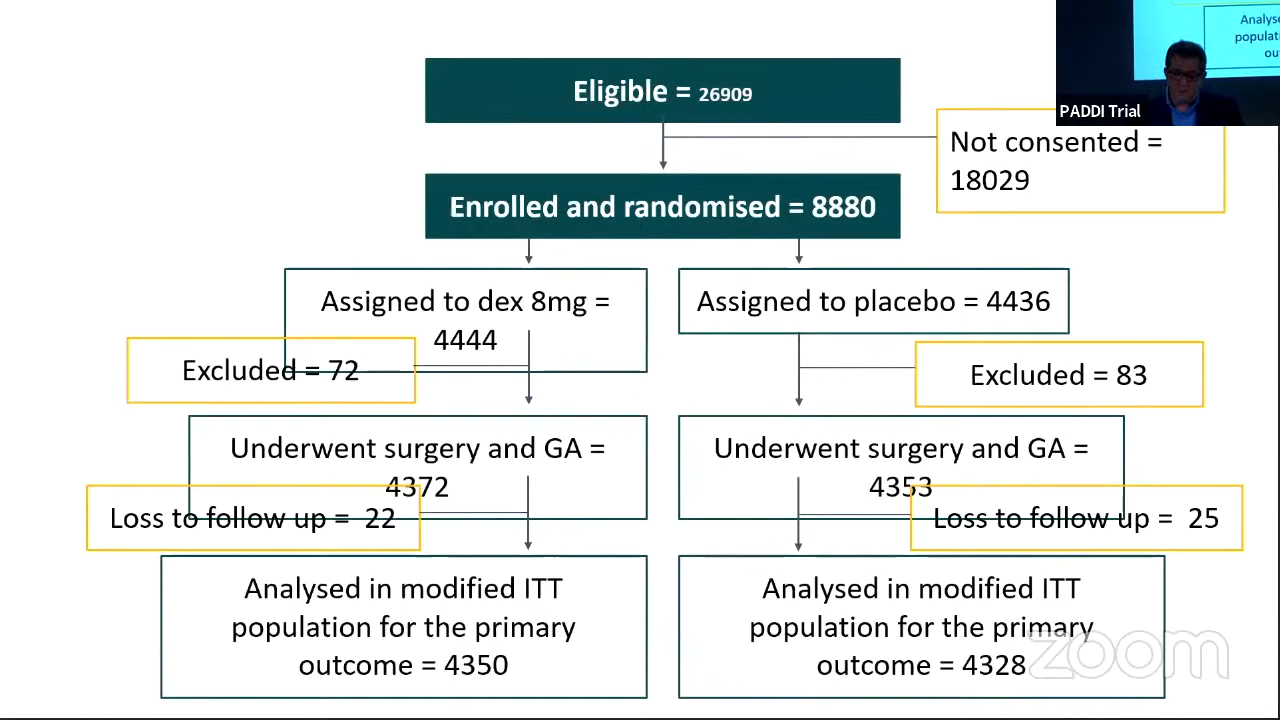 Eligible = 26909
Analyse
populati
ou
PADDI Trial
Not consented =
18029
Enrolled and randomised = 8880
Assigned to dex 8mg =
4444
Assigned to placebo = 4436
Excluded = 72
Excluded = 83
Underwent surgery and GA =
4372
Underwent surgery and GA =
4353
Loss to follow up = 22
Loss to follow up = 25
Analysed in modified ITT
population for the primary
outcome = 4350
Analysed in modified ITT
population for the primary
outcome = 4328
zoom